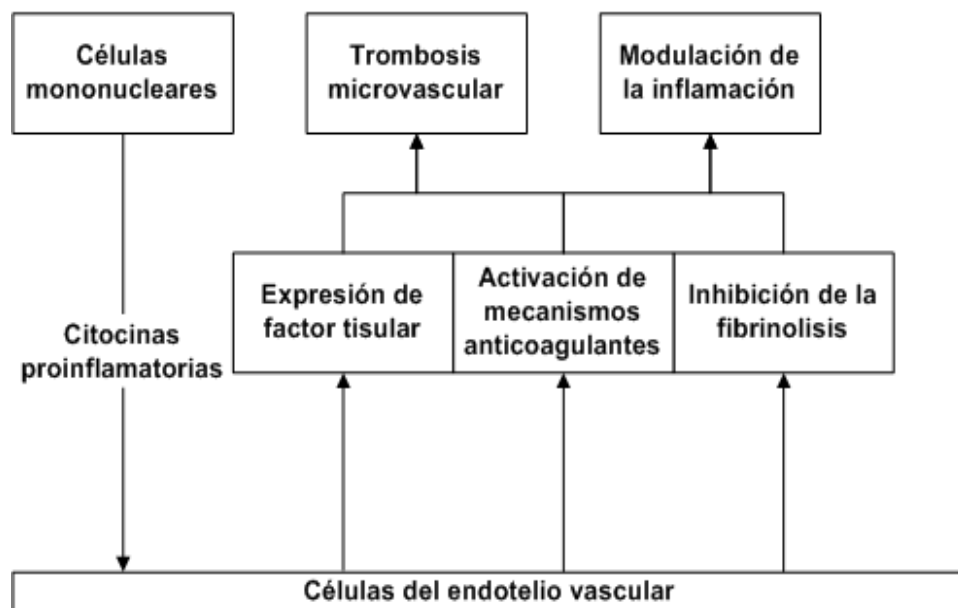 Células
mononucleares
Trombosis
microvascular
Modulación de
la inflamación
Expresión de
factor tisular
Activación de
mecanismos
anticoagulantes
Inhibición de la
fibrinolisis
Citocinas
proinflamatorias
Células del endotelio vascular